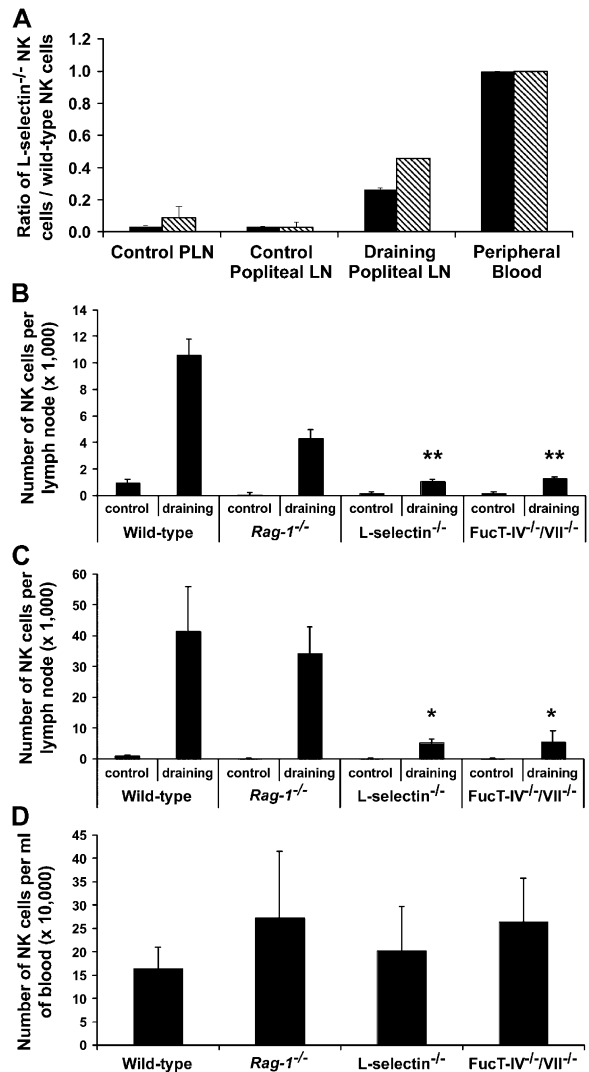 A
Ratio of L-selectin-/- NK
cells / wild-type NK cells
1.2
1.0
0.8
0.6
0.4
0.2
0.0
Control PLN
Control
Popliteal LN
Draining
Popliteal LN
Peripheral
Blood
B
Number of NK cells per
lymph node (x 1,000)
14
12
10
8
6
4
2
0
** **
control draining control draining control draining control draining
Wild-type Rag-1-/- L-selectin-/- FucT-IV-/-/VII-/-
C
Number of NK cells per
lymph node (x 1,000)
60
50
40
30
20
10
0
* *
control draining control draining control draining control draining
Wild-type Rag-1-/- L-selectin-/- FucT-IV-/-/VII-/-
D
Number of NK cells per ml
of blood (x 10,000)
45
40
35
30
25
20
15
10
5
0
Wild-type Rag-1-/- L-selectin-/- FucT-IV-/-/VII-/-